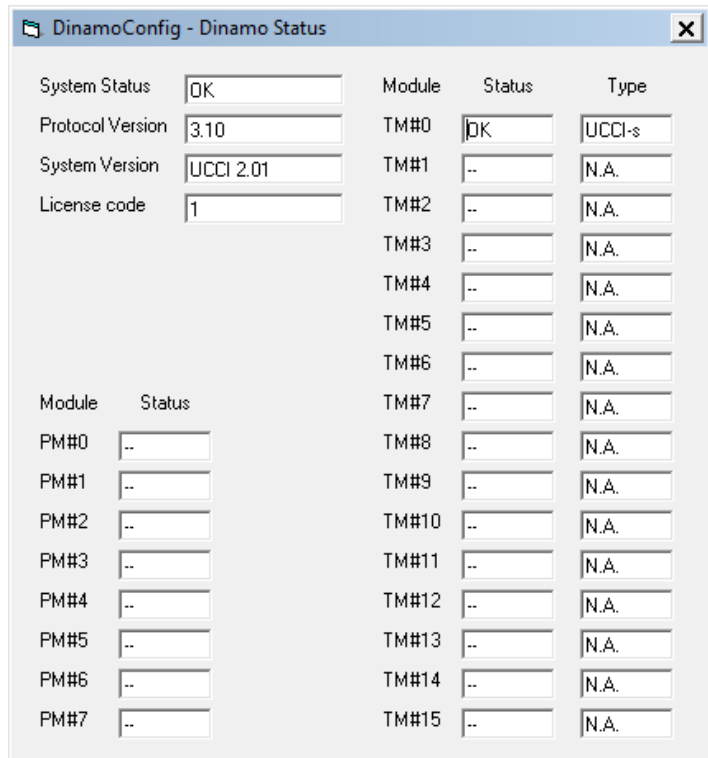 DinamoConfig - Dinamo Status
System Status OK
Protocol Version 3.10
System Version UCCI 2.01
License code 1
Module Status
PM#0 --
PM#1 --
PM#2 --
PM#3 --
PM#4 --
PM#5 --
PM#6 --
PM#7 --
Module Status Type
TM#0 OK UCCI-s
TM#1 -- N.A.
TM#2 -- N.A.
TM#3 -- N.A.
TM#4 -- N.A.
TM#5 -- N.A.
TM#6 -- N.A.
TM#7 -- N.A.
TM#8 -- N.A.
TM#9 -- N.A.
TM#10 -- N.A.
TM#11 -- N.A.
TM#12 -- N.A.
TM#13 -- N.A.
TM#14 -- N.A.
TM#15 -- N.A.